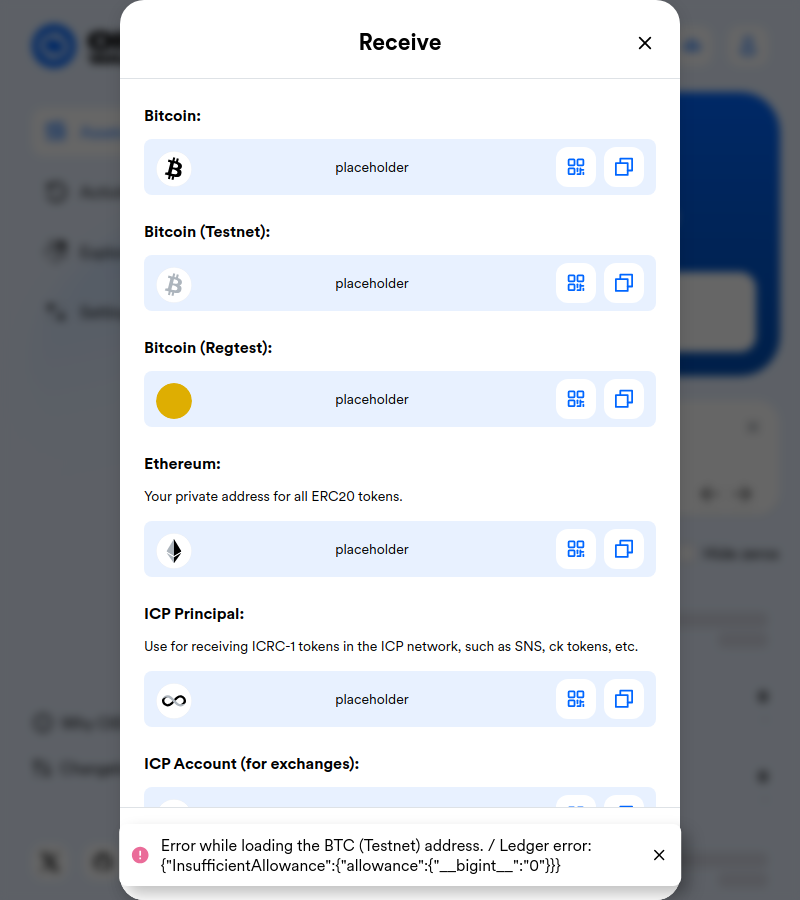 Receive
Bitcoin:
placeholder
Bitcoin (Testnet):
placeholder
Bitcoin (Regtest):
placeholder
Ethereum:
Your private address for all ERC20 tokens.
placeholder
ICP Principal:
Use for receiving ICRC-1 tokens in the ICP network, such as SNS, ck tokens, etc.
placeholder
ICP Account (for exchanges):
Error while loading the BTC (Testnet) address. / Ledger error:
{"InsufficientAllowance":{"allowance":{"__bigint__":"0"}}}